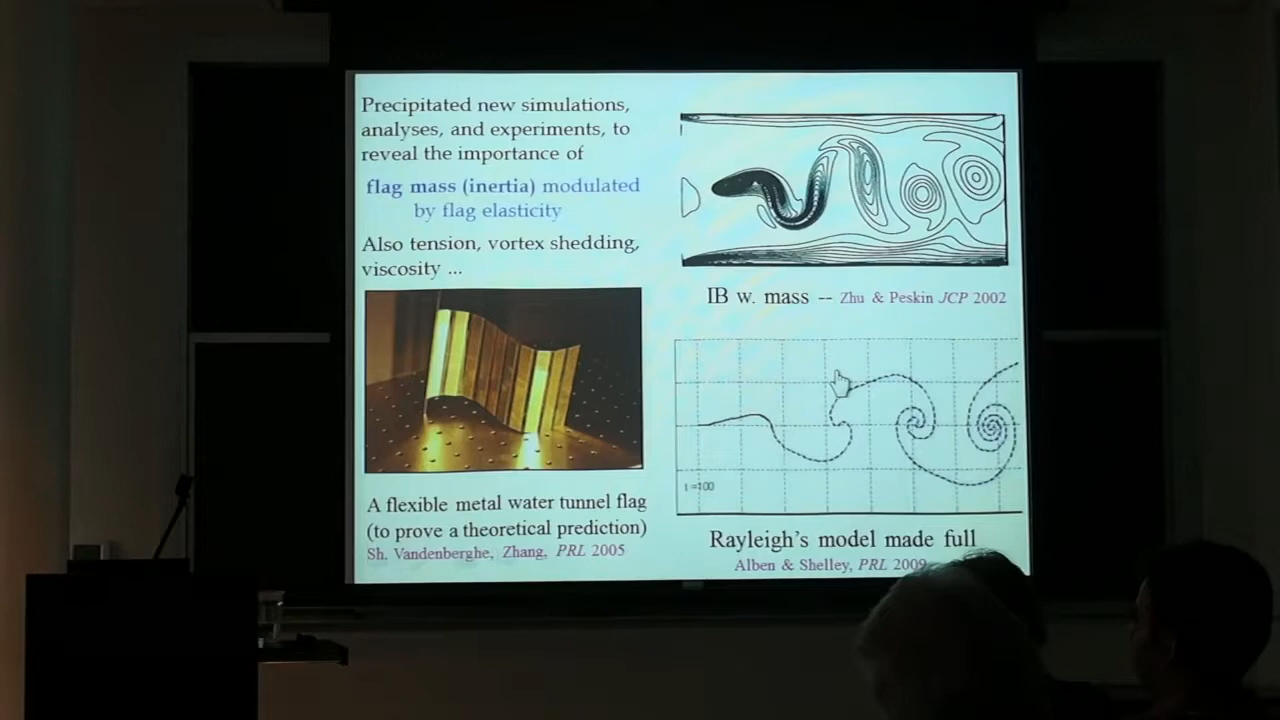 Precipitated new simulations,
analyses, and experiments, to
reveal the importance of
flag mass (inertia) modulated
by flag elasticity
Also tension, vortex shedding,
viscosity ...
A flexible metal water tunnel flag
(to prove a theoretical prediction)
Sh. Vandenberghe, Zhang, PRL 2005
IB w. mass -- Zhu & Peskin JCP 2002
t =100
Rayleigh's model made full
Alben & Shelley, PRL 2009